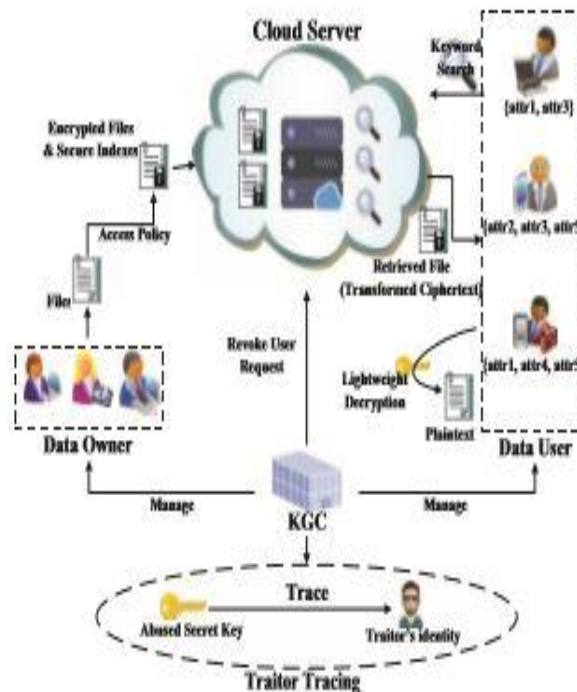 Cloud Server
Keyword
Search
{attr1, attr3}
Encrypted Files
& Secure Indexes
{attr2, attr3, attr5
Access Policy
Retrieved File
(Transformed Ciphertext)
Files
Revoke User
Request
{attr1, attr4, attr5
Lightweight
Decryption
Plaintext
Data Owner
Data User
Manage
KGC
Manage
Trace
Abused Secret Key
Traitor's identity
Traitor Tracing